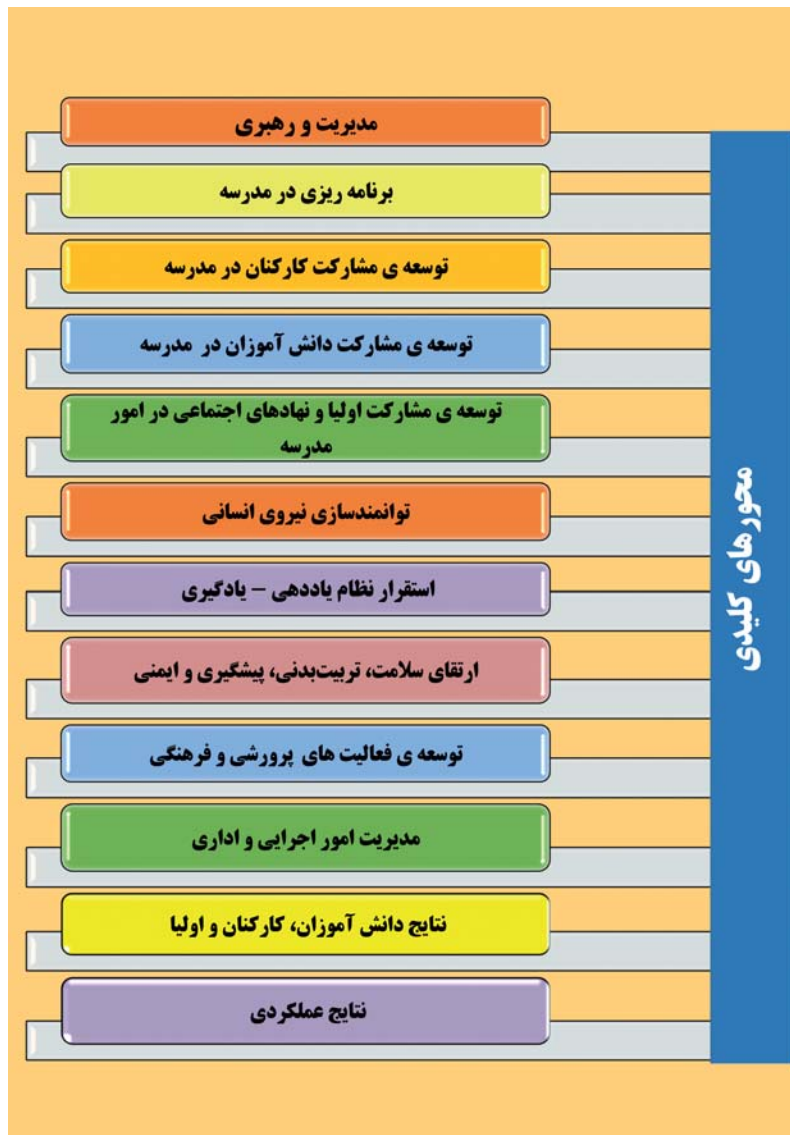 محورهای کلیدی
مدیریت و رهبری
برنامه ریزی در مدرسه
توسعه ی مشارکت کارکنان در مدرسه
توسعه ی مشارکت دانش آموزان در مدرسه
توسعه ی مشارکت اولیا و نهادهای اجتماعی در امور
مدرسه
توانمندسازی نیروی انسانی
استقرار نظام یاددهی – یادگیری
ارتقای سلامت، تربیت‌بدنی، پیشگیری و ایمنی
توسعه ی فعالیت های پرورشی و فرهنگی
مدیریت امور اجرایی و اداری
نتایج دانش آموزان، کارکنان و اولیا
نتایج عملکردی